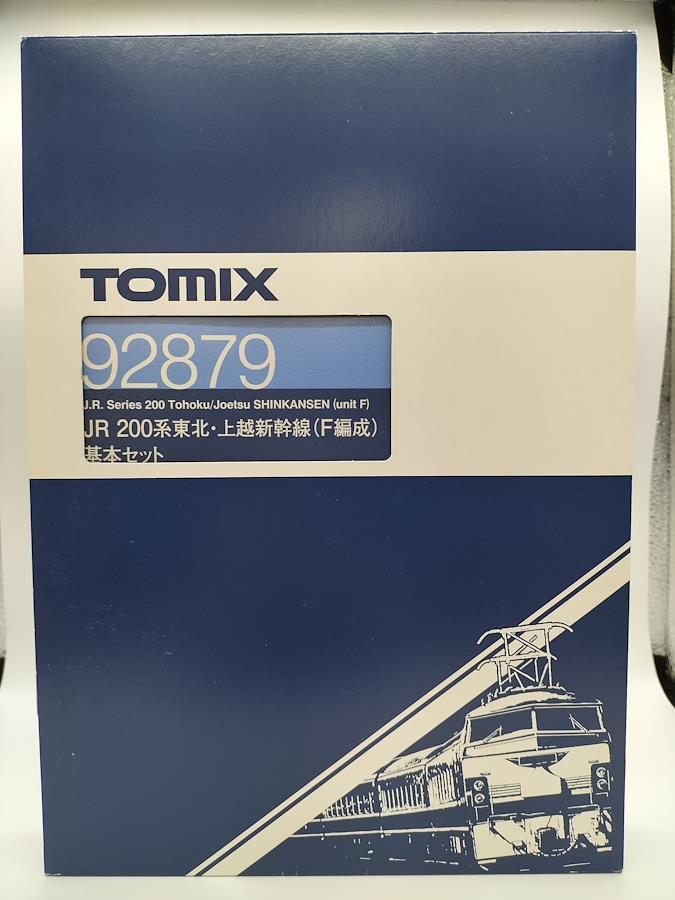 TOMIX
92879
J.R. Series 200 Tohoku/Joetsu SHINKANSEN (unit F)
JR 200系東北・上越新幹線(F編成)
基本セット